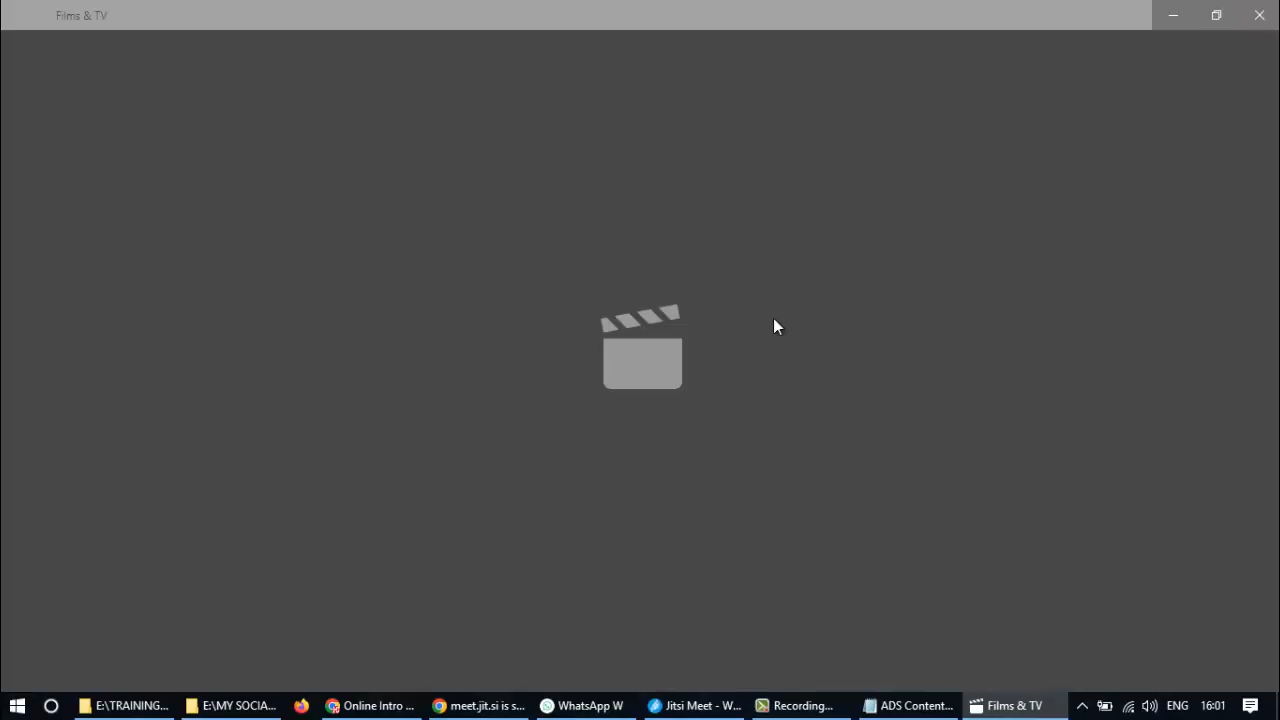 Films & TV
E:\TRAINING...
E:\MY SOCIA...
Online Intro ...
meet.jit.si is s...
WhatsApp W
Jitsi Meet - W...
Recording...
ADS Content...
Films & TV
ENG
16:01